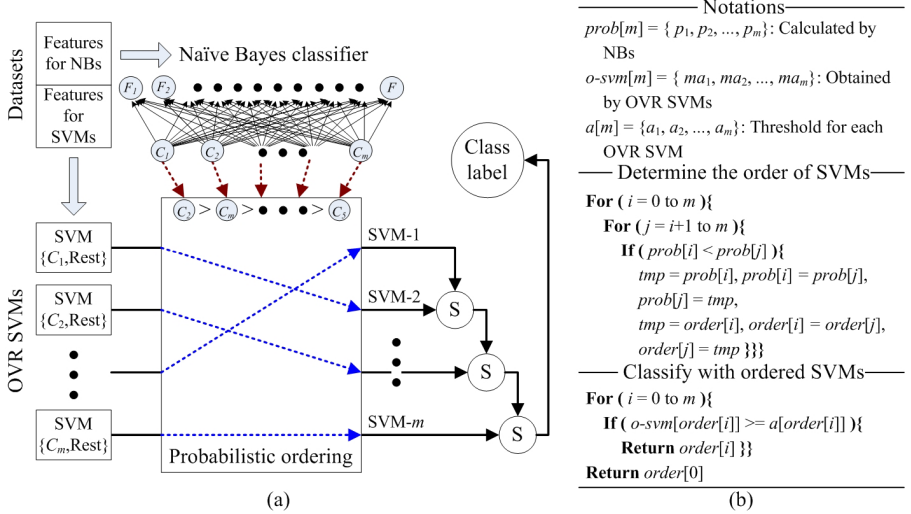 Datasets
Features
for NBs
Features
for
SVMs
Naïve Bayes classifier
F1 F2 F
C1 C2 Cm
C2 > Cm > > C5
Class
label
OVR SVMs
SVM
{C1,Rest}
SVM
{C2,Rest}
SVM
{Cm,Rest}
SVM-1
SVM-2
SVM-m
S
S
S
Probabilistic ordering
(a)
Notations
prob[m] = { p1, p2, ..., pm}: Calculated by
NBs
o-svm[m] = { ma1, ma2, ..., mam}: Obtained
by OVR SVMs
a[m] = {a1, a2, ..., am}: Threshold for each
OVR SVM
Determine the order of SVMs
For ( i = 0 to m ){
For ( j = i+1 to m ){
If ( prob[i] < prob[j] ){
tmp = prob[i], prob[i] = prob[j],
prob[j] = tmp,
tmp = order[i], order[i] = order[j],
order[j] = tmp }}}
Classify with ordered SVMs
For ( i = 0 to m ){
If ( o-svm[order[i]] >= a[order[i]] ){
Return order[i] }}
Return order[0]
(b)